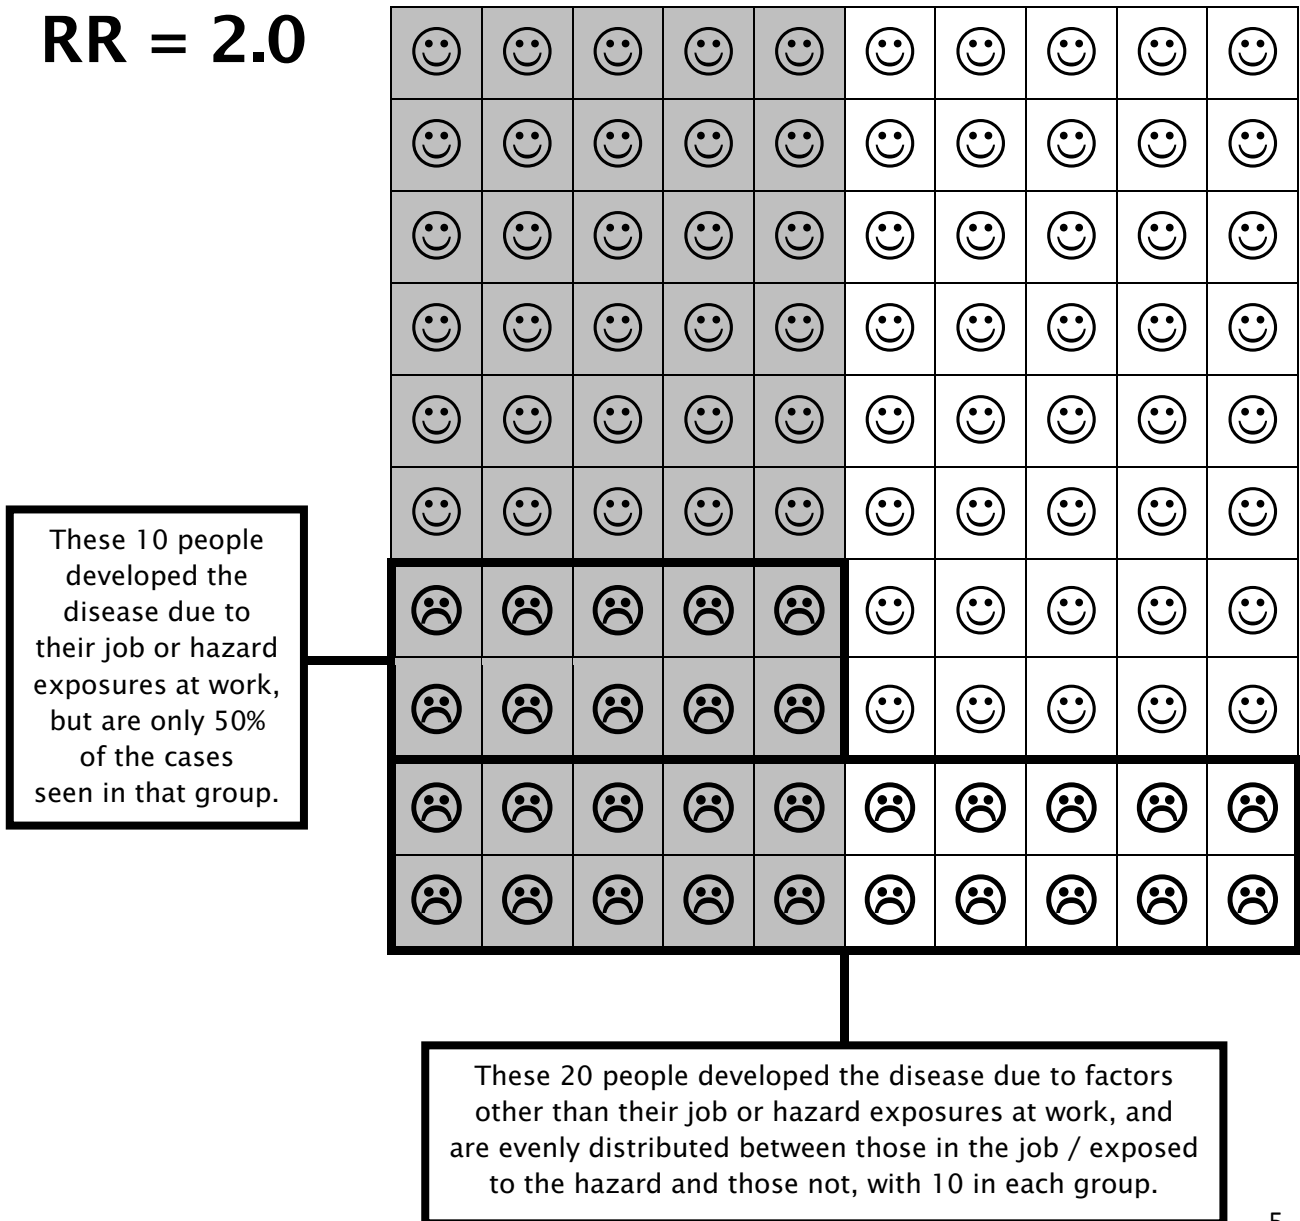 RR = 2.0
These 10 people
developed the
disease due to
their job or hazard
exposures at work,
but are only 50%
of the cases
seen in that group.
These 20 people developed the disease due to factors
other than their job or hazard exposures at work, and
are evenly distributed between those in the job / exposed
to the hazard and those not, with 10 in each group.
5